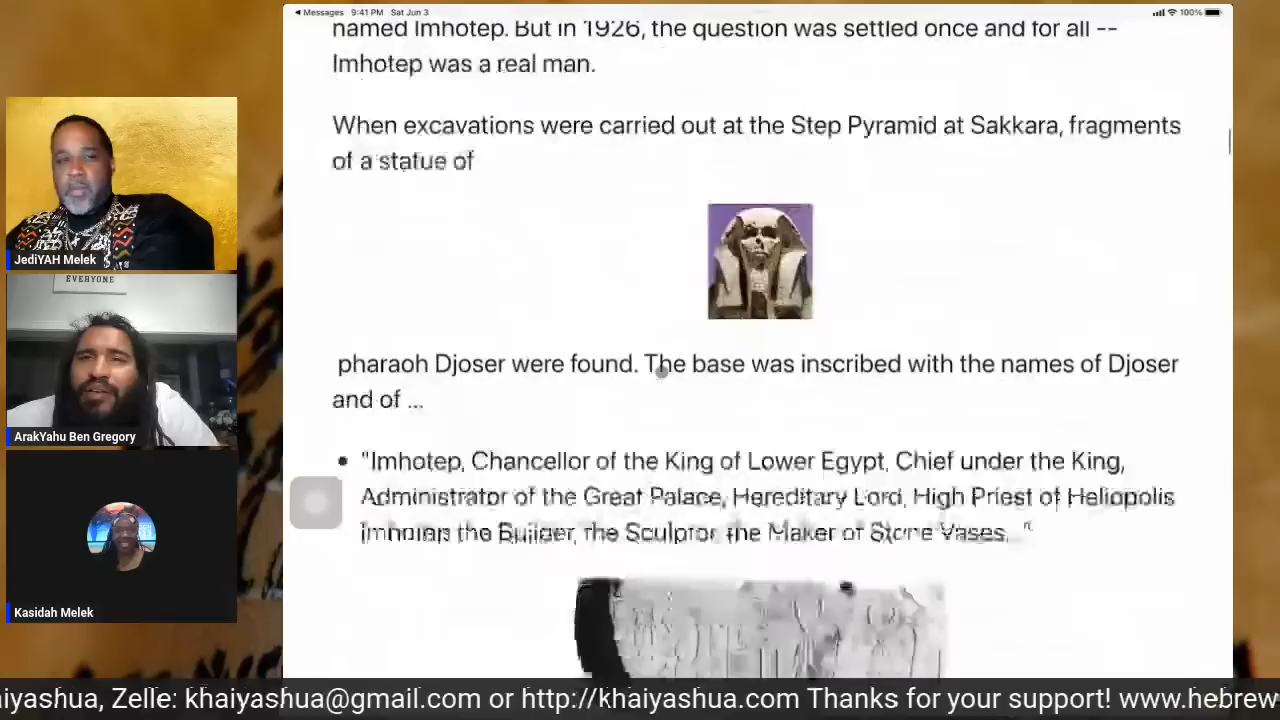 Messages 9:41 PM Sat Jun 3
100%
named Imhotep. But in 1926, the question was settled once and for all --
Imhotep was a real man.
When excavations were carried out at the Step Pyramid at Sakkara, fragments
of a statue of
pharaoh Djoser were found. The base was inscribed with the names of Djoser
and of ...
• "Imhotep, Chancellor of the King of Lower Egypt, Chief under the King,
Administrator of the Great Palace, Hereditary Lord, High Priest of Heliopolis
Imhotep the Builder, the Sculptor, the Maker of Stone Vases..."
JediYAH Melek
EVERYONE
ArakYahu Ben Gregory
Kasidah Melek
aiyashua, Zelle: khaiyashua@gmail.com or http://khaiyashua.com Thanks for your support! www.hebrew